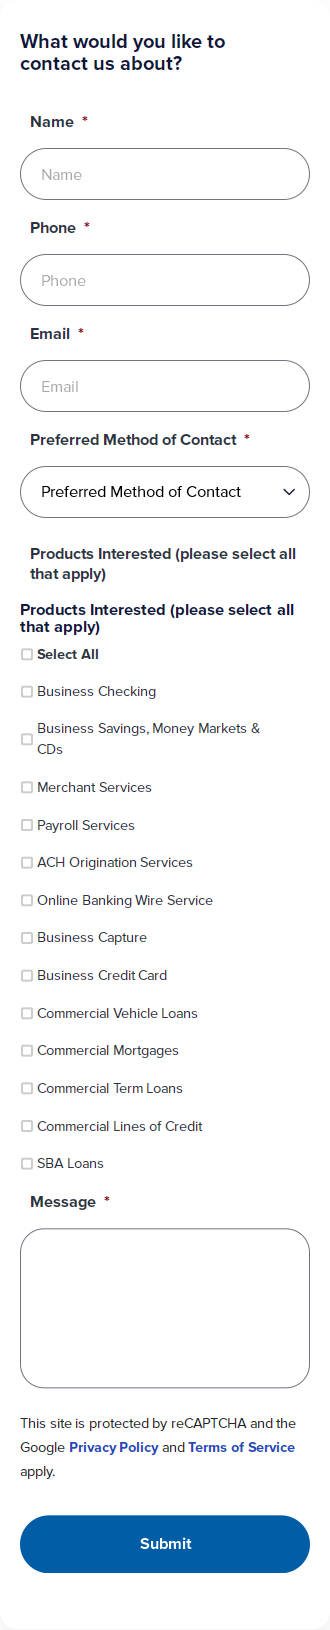 What would you like to
contact us about?
Name *
Name
Phone *
Phone
Email *
Email
Preferred Method of Contact *
Preferred Method of Contact
Products Interested (please select all
that apply)
Products Interested (please select all
that apply)
Select All
Business Checking
Business Savings, Money Markets &
CDs
Merchant Services
Payroll Services
ACH Origination Services
Online Banking Wire Service
Business Capture
Business Credit Card
Commercial Vehicle Loans
Commercial Mortgages
Commercial Term Loans
Commercial Lines of Credit
SBA Loans
Message *
This site is protected by reCAPTCHA and the
Google Privacy Policy and Terms of Service
apply.
Submit